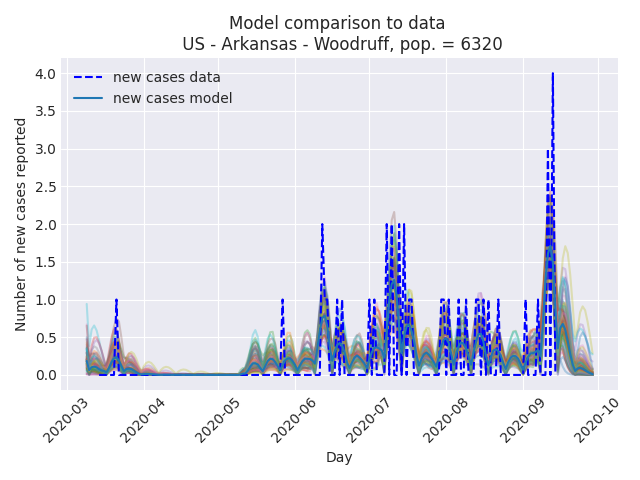 Model comparison to data
US - Arkansas - Woodruff, pop. = 6320
new cases data
new cases model
Number of new cases reported
4.0
3.5
3.0
2.5
2.0
1.5
1.0
0.5
0.0
2020-03
2020-04
2020-05
2020-06
2020-07
2020-08
2020-09
2020-10
Day